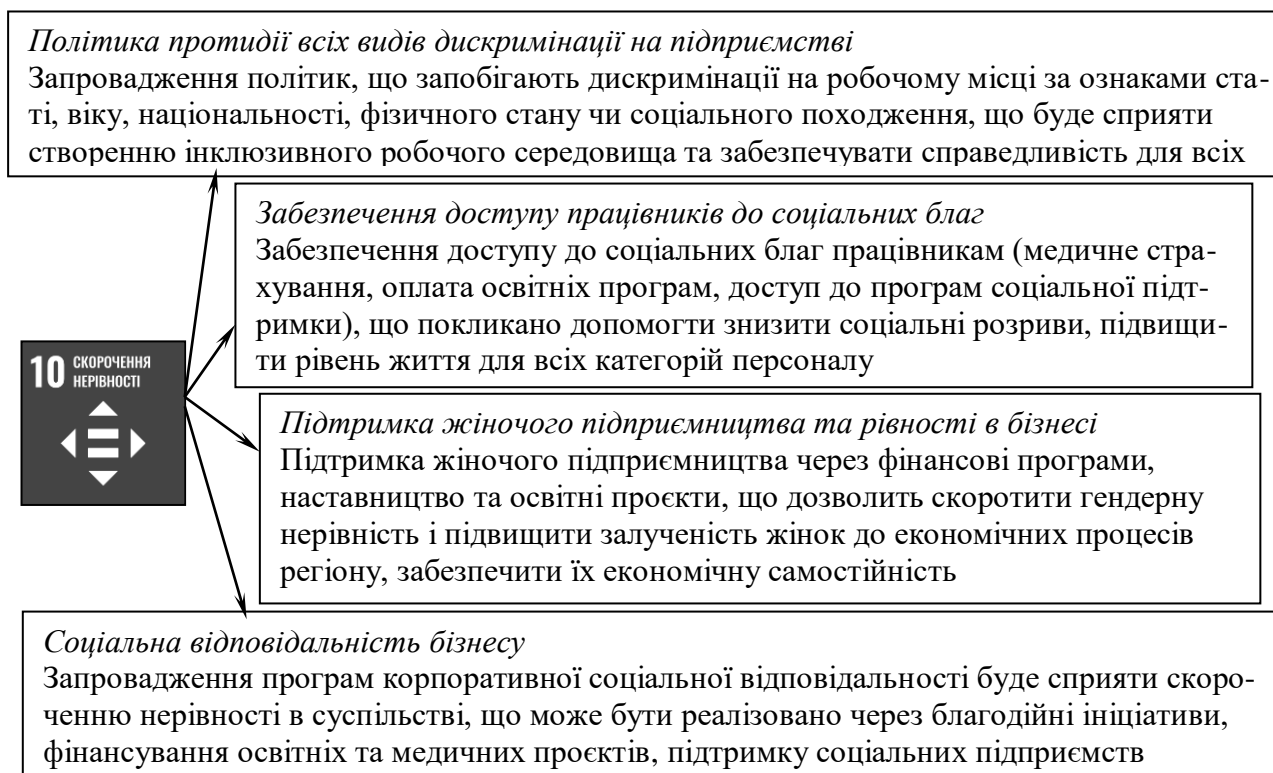 Політика протидії всіх видів дискримінації на підприємстві
Запровадження політик, що запобігають дискримінації на робочому місці за ознаками ста-
ті, віку, національності, фізичного стану чи соціального походження, що буде сприяти
створенню інклюзивного робочого середовища та забезпечувати справедливість для всіх
Забезпечення доступу працівників до соціальних благ
Забезпечення доступу до соціальних благ працівникам (медичне стра-
хування, оплата освітніх програм, доступ до програм соціальної підт-
римки), що покликано допомогти знизити соціальні розриви, підвищи-
ти рівень життя для всіх категорій персоналу
10 СКОРОЧЕННЯ
НЕРІВНОСТІ
Підтримка жіночого підприємництва та рівності в бізнесі
Підтримка жіночого підприємництва через фінансові програми,
наставництво та освітні проєкти, що дозволить скоротити гендерну
нерівність і підвищити залученість жінок до економічних процесів
регіону, забезпечити їх економічну самостійність
Соціальна відповідальність бізнесу
Запровадження програм корпоративної соціальної відповідальності буде сприяти скоро-
ченню нерівності в суспільстві, що може бути реалізовано через благодійні ініціативи,
фінансування освітніх та медичних проєктів, підтримку соціальних підприємств